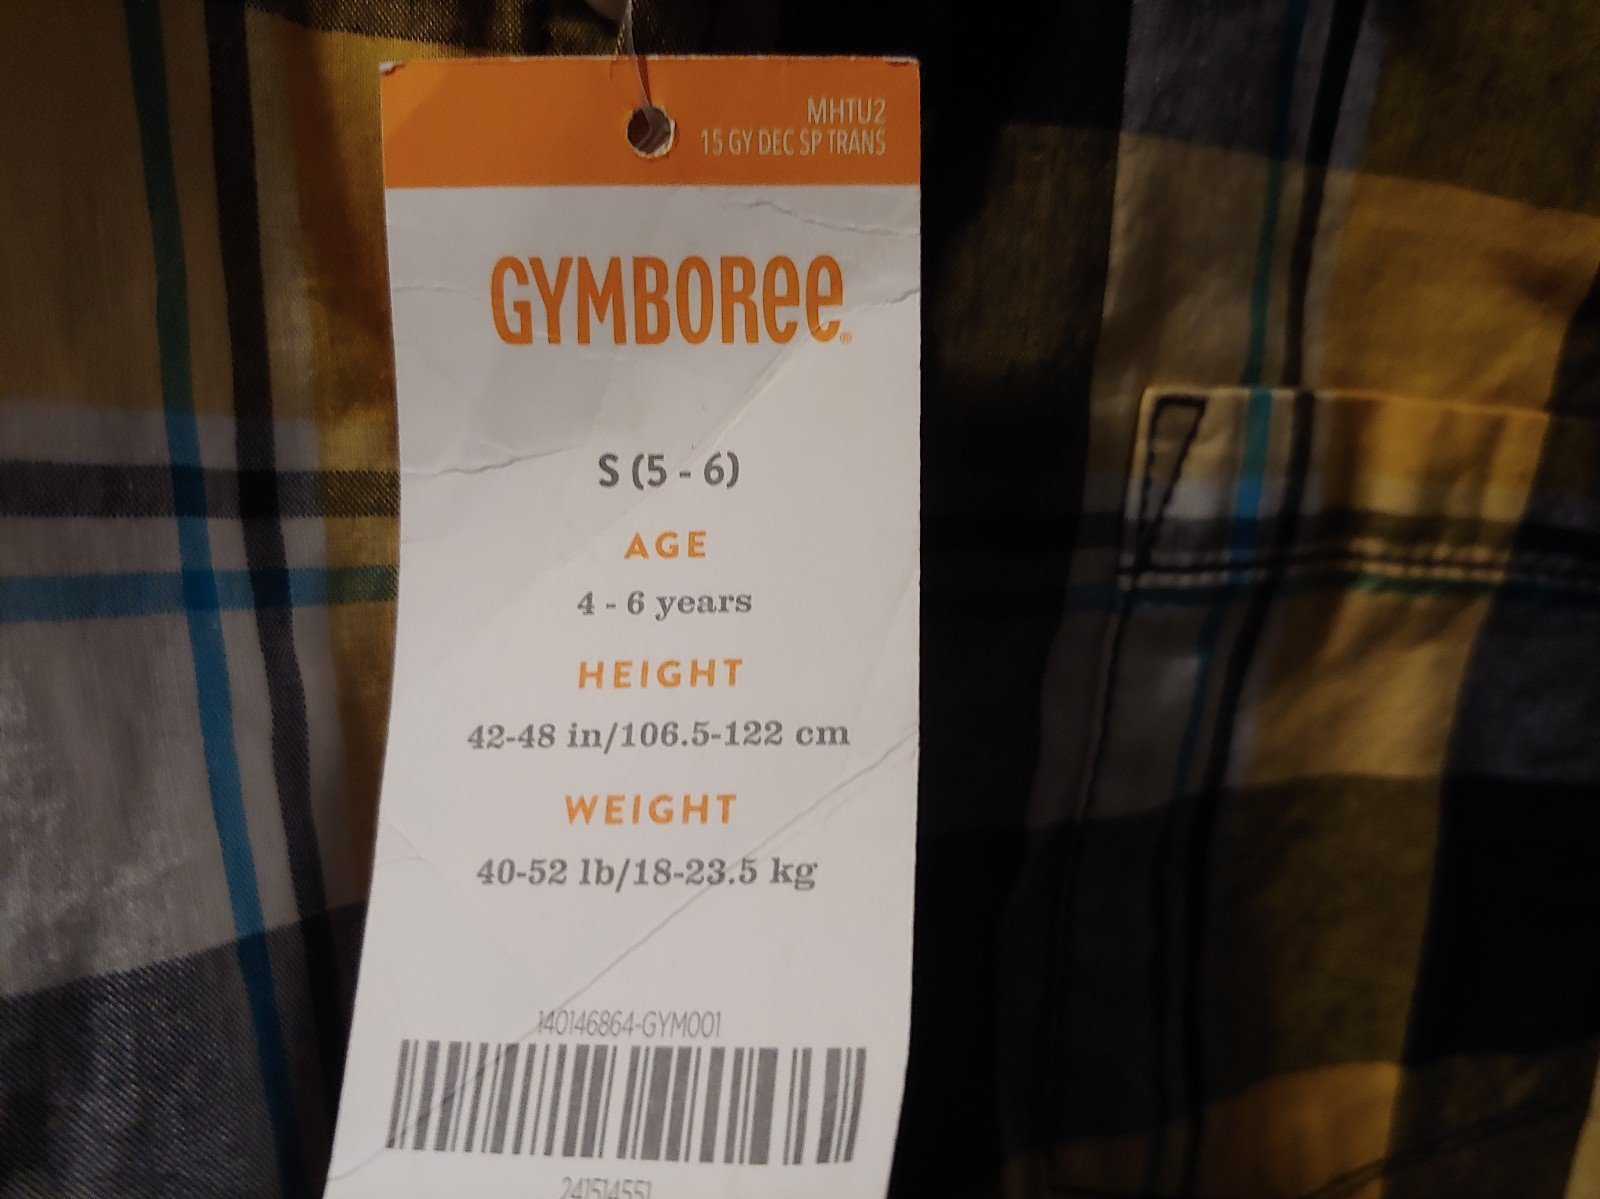 MHTU2
15 GY DEC SP TRANS
GYMBOREE
S (5 - 6)
AGE
4 - 6 years
HEIGHT
42-48 in/106.5-122 cm
WEIGHT
40-52 lb/18-23.5 kg
140146864-GYM001
241514551